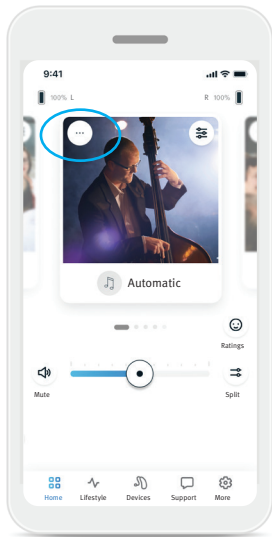 9:41
100% L
R 100%
Automatic
Ratings
Mute
Split
Home Lifestyle Devices Support More